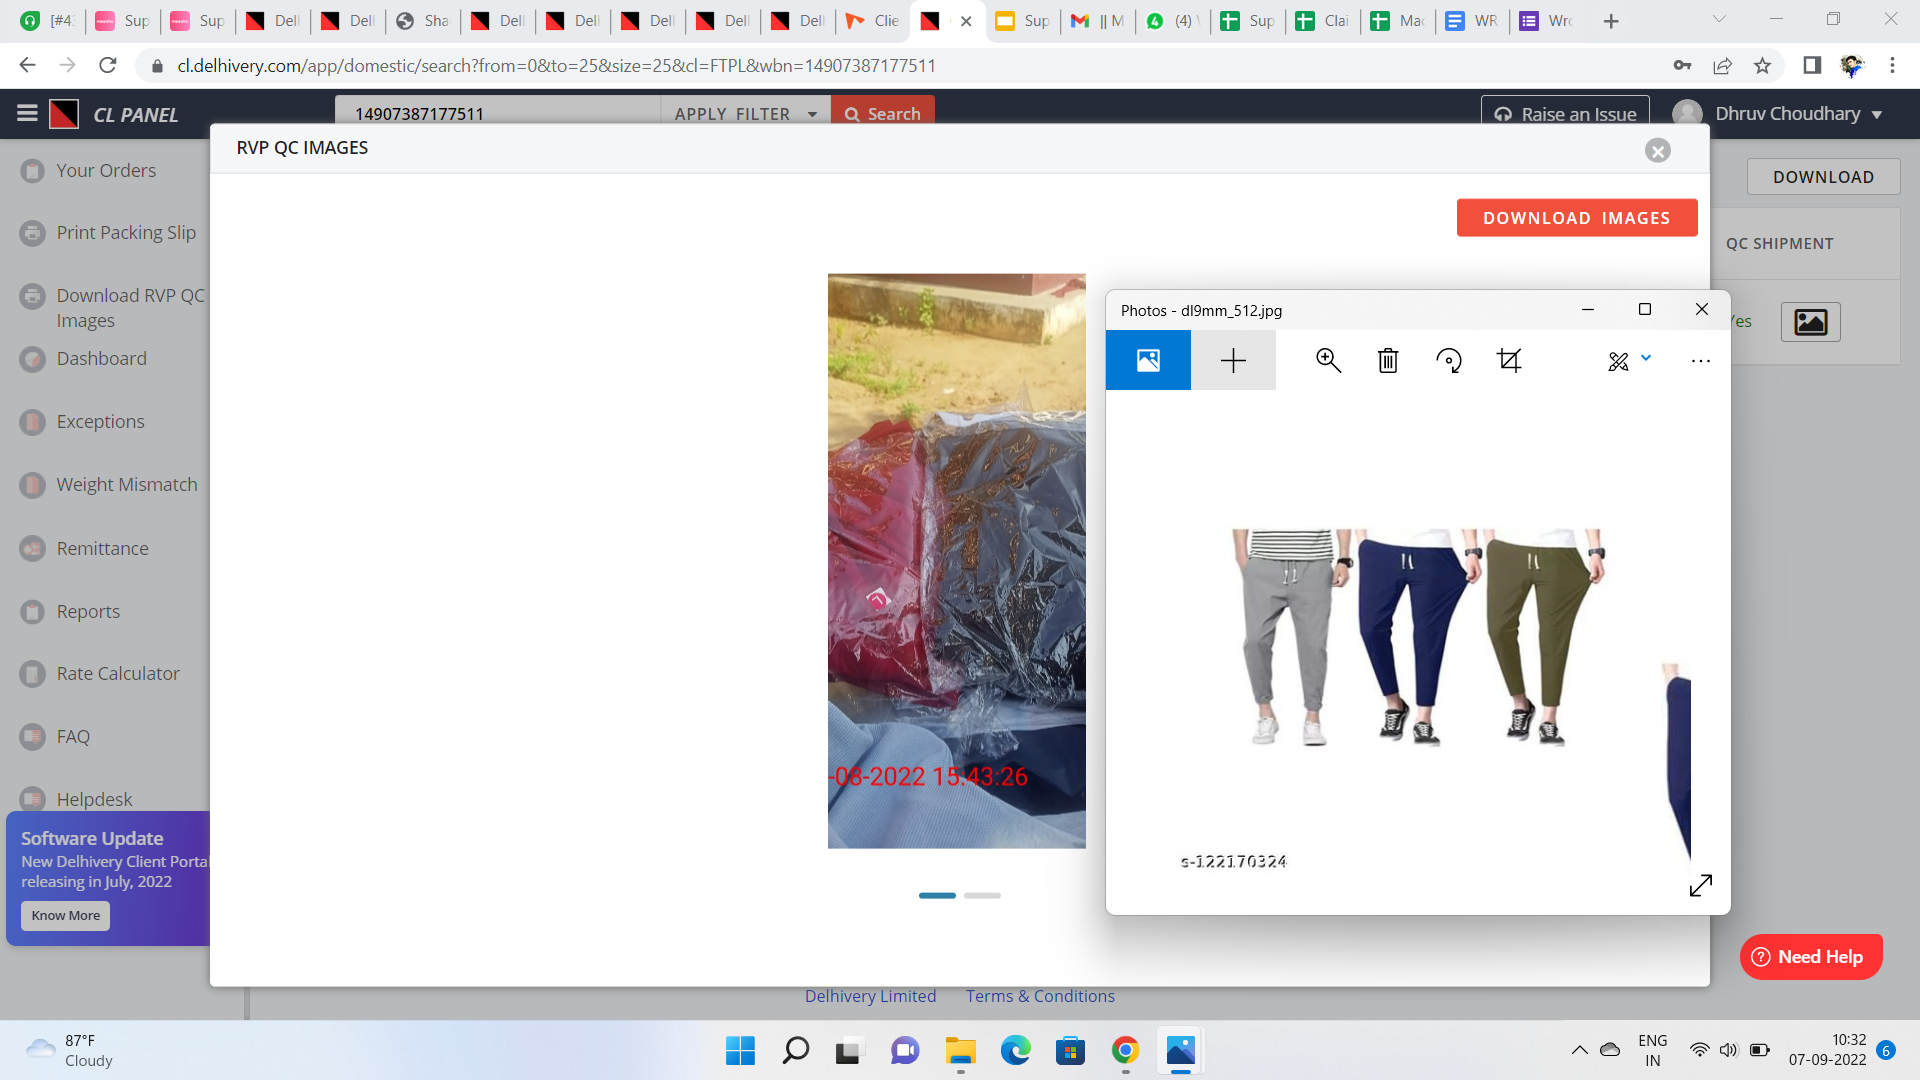 [#4:
Sup
Sup
Dell
Dell
Sha
Dell
Dell
Dell
Dell
Dell
Clie
Sup
|| M
(4)
Sup
Clai
Mac
WR
Wro
cl.delhivery.com/app/domestic/search?from=0&to=25&size=25&cl=FTPL&wbn=14907387177511
CL PANEL
14907387177511
APPLY FILTER
Search
Raise an Issue
Dhruv Choudhary
RVP QC IMAGES
Your Orders
Print Packing Slip
Download RVP QC
Images
Dashboard
Exceptions
Weight Mismatch
Remittance
Reports
Rate Calculator
FAQ
Helpdesk
Software Update
New Delhivery Client Portal
releasing in July, 2022
Know More
DOWNLOAD
DOWNLOAD IMAGES
QC SHIPMENT
Yes
-08-2022 15:43:26
Photos - dl9mm_512.jpg
s-122170324
Need Help
Delhivery Limited
Terms & Conditions
87°F
Cloudy
ENG
IN
10:32
07-09-2022
6